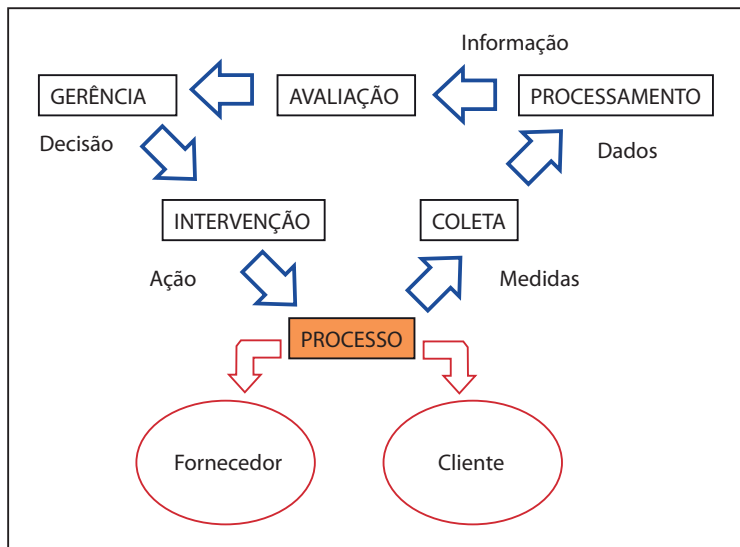 Informação
GERÊNCIA
AVALIAÇÃO
PROCESSAMENTO
Decisão
Dados
INTERVENÇÃO
COLETA
Ação
Medidas
PROCESSO
Fornecedor
Cliente